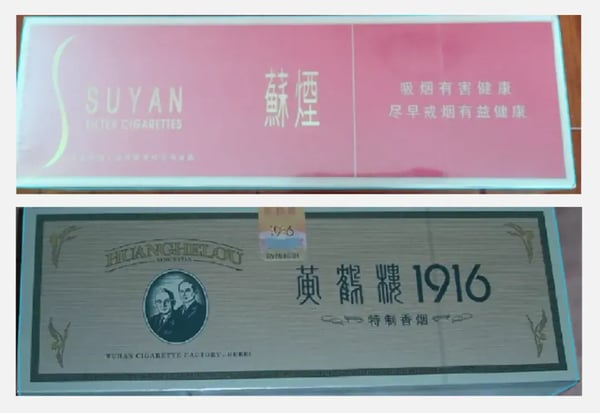 SUYAN
FILTER CIGARETTES
蘇煙
吸烟有害健康
尽早戒烟有益健康
HUANGHELOU
黄鶴樓1916
特制香烟
WUHAN CIGARETTE FACTORY, HUBEI